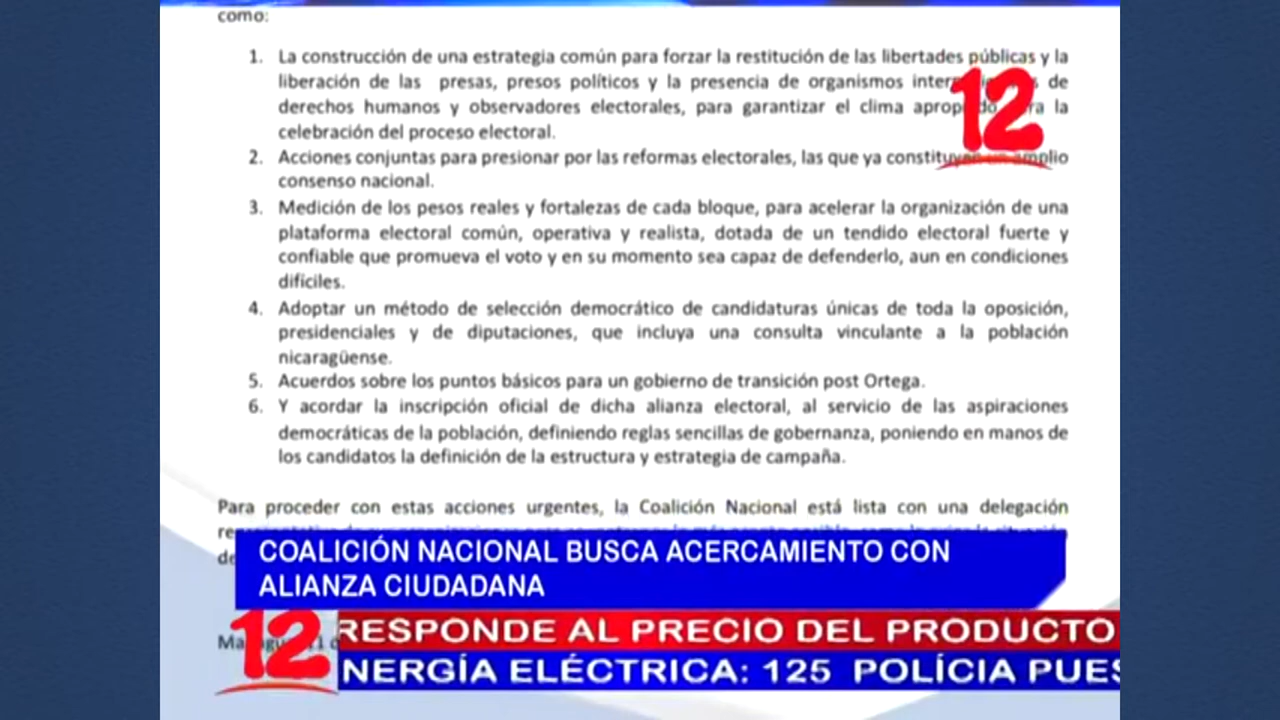 como:
1. La construcción de una estrategia común para forzar la restitución de las libertades públicas y la
liberación de las presas, presos políticos y la presencia de organismos de
derechos humanos y observadores electorales, para garantizar el clima la
celebración del proceso electoral.
2. Acciones conjuntas para presionar por las reformas electorales, las que ya constituyen un amplio
consenso nacional.
3. Medición de los pesos reales y fortalezas de cada bloque, para acelerar la organización de una
plataforma electoral común, operativa y realista, dotada de un tendido electoral fuerte y
confiable que promueva el voto y en su momento sea capaz de defenderlo, aun en condiciones
difíciles.
4. Adoptar un método de selección democrático de candidaturas únicas de toda la oposición,
presidenciales y de diputaciones, que incluya una consulta vinculante a la población
nicaragüense.
5. Acuerdos sobre los puntos básicos para un gobierno de transición post Ortega.
6. Y acordar la inscripción oficial de dicha alianza electoral, al servicio de las aspiraciones
democráticas de la población, definiendo reglas sencillas de gobernanza, poniendo en manos de
los candidatos la definición de la estructura y estrategia de campaña.
12
Para proceder con estas acciones urgentes, la Coalición Nacional está lista con una delegación
COALICIÓN NACIONAL BUSCA ACERCAMIENTO CON
ALIANZA CIUDADANA
12
RESPONDE AL PRECIO DEL PRODUCTO
NERGÍA ELÉCTRICA: 125 POLÍCIA PUES